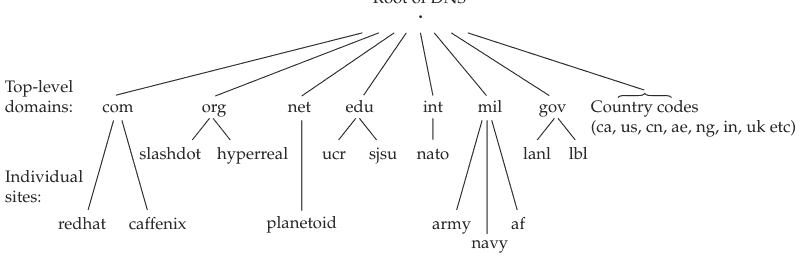 Root of DNS
.
Top-level
domains:
com org net edu int mil gov Country codes
(ca, us, cn, ae, ng, in, uk etc)
slashdot hyperreal ucr sjsu nato lanl lbl
Individual
sites:
redhat caffenix planetoid army af
navy